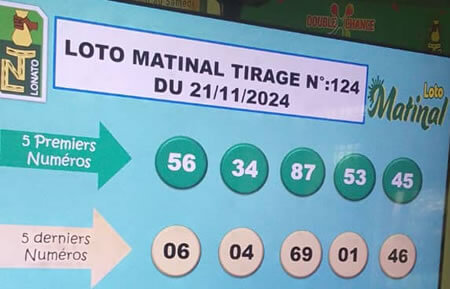 Samedi
DOUBLE CHANCE
LONATO
LOTO MATINAL TIRAGE N°:124
DU 21/11/2024
Loto
Matinal
5 Premiers
Numéros
56 34 87 53 45
5 derniers
Numéros
06 04 69 01 46